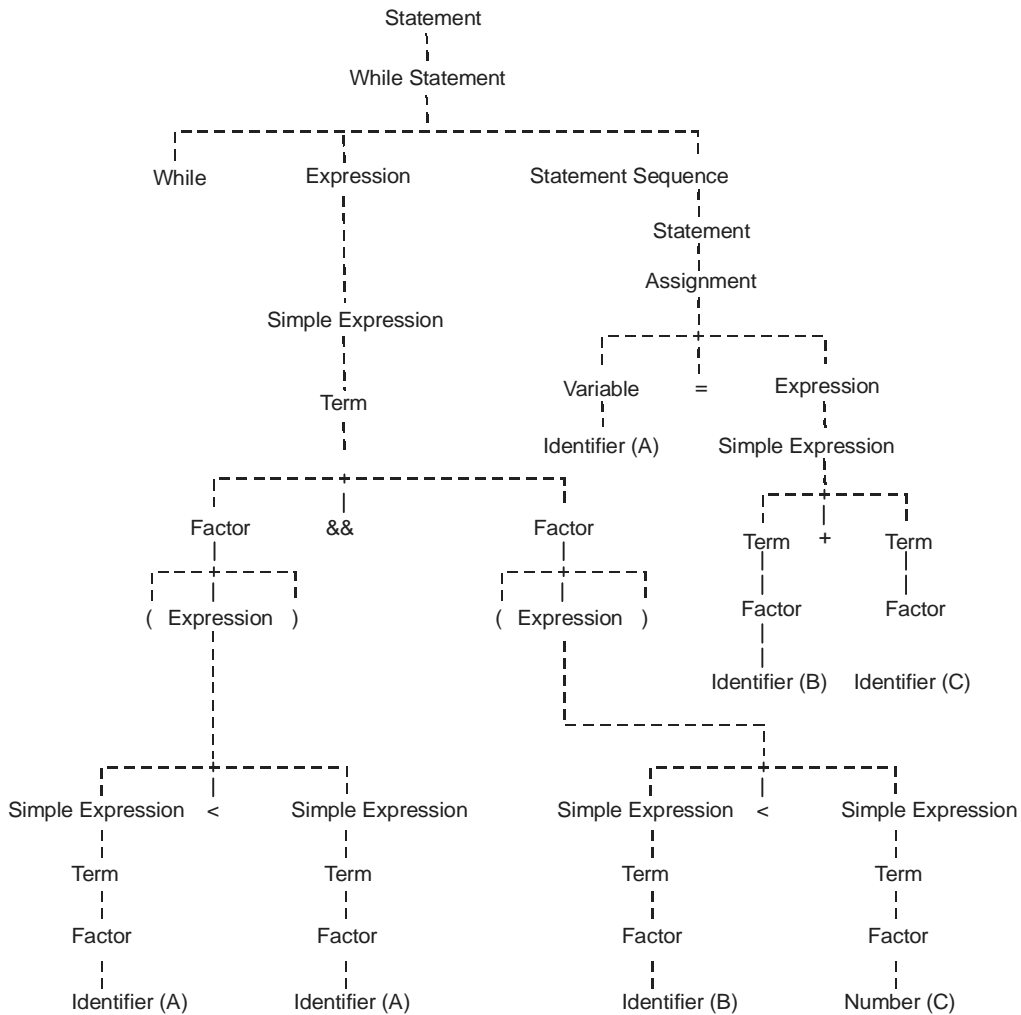 Statement
While Statement
While Expression Statement Sequence
Statement
Assignment
Simple Expression
Variable = Expression
Term
Identifier (A) Simple Expression
Factor && Factor
Term + Term
Factor Factor
( Expression ) ( Expression )
Identifier (B) Identifier (C)
Simple Expression < Simple Expression Simple Expression < Simple Expression
Term Term Term Term
Factor Factor Factor Factor
Identifier (A) Identifier (A) Identifier (B) Number (C)